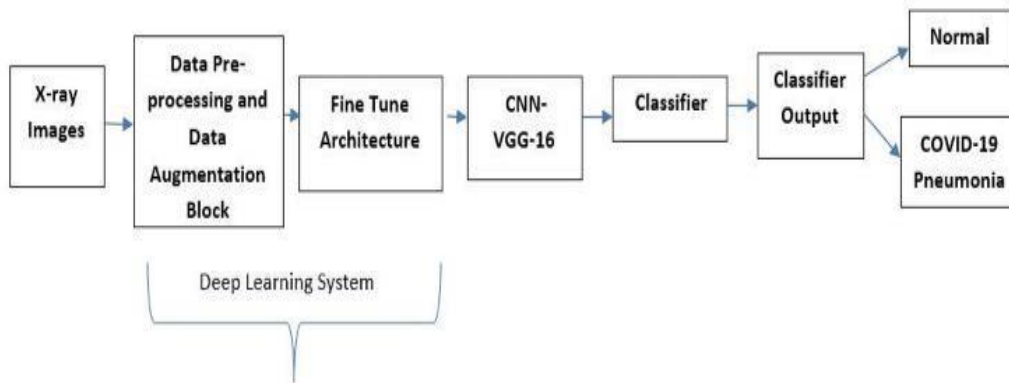 X-ray
Images
Data Pre-
processing and
Data
Augmentation
Block
Fine Tune
Architecture
CNN-
VGG-16
Classifier
Classifier
Output
Normal
COVID-19
Pneumonia
Deep Learning System